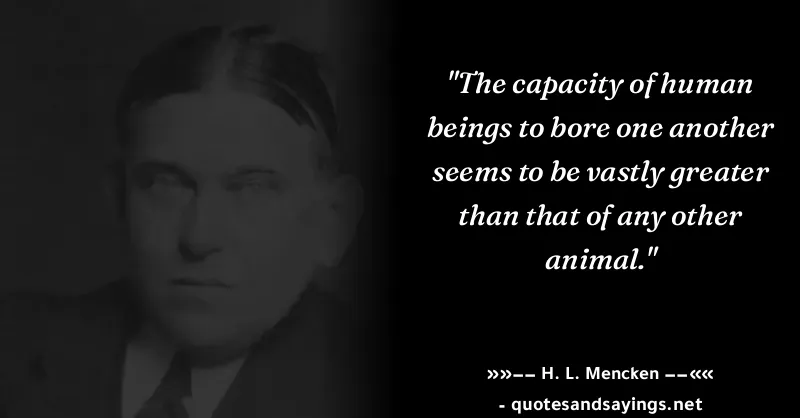 "The capacity of human
beings to bore one another
seems to be vastly greater
than that of any other
animal."
»»–– H. L. Mencken ––««
- quotesandsayings.net